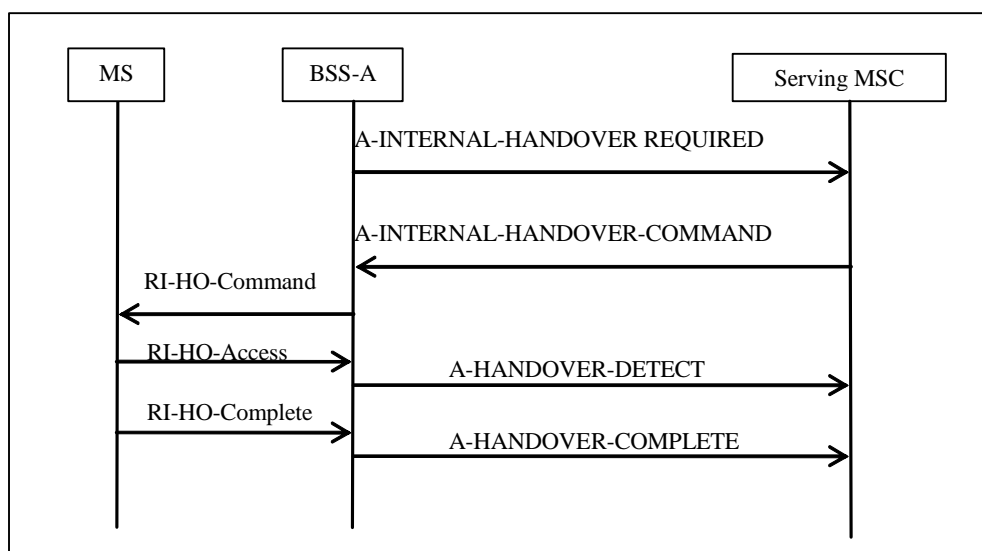 MS
BSS-A
Serving MSC
A-INTERNAL-HANDOVER REQUIRED
A-INTERNAL-HANDOVER-COMMAND
RI-HO-Command
RI-HO-Access
A-HANDOVER-DETECT
RI-HO-Complete
A-HANDOVER-COMPLETE